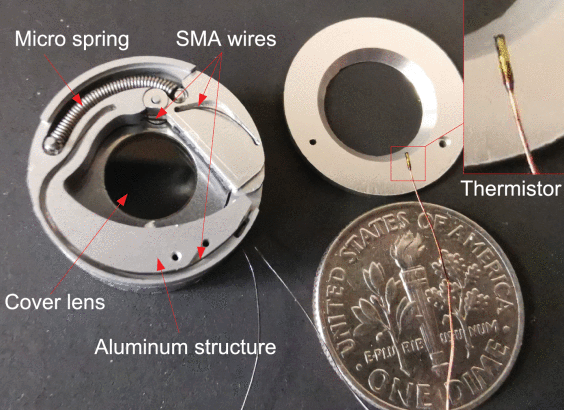 Micro spring
SMA wires
Thermistor
Cover lens
Aluminum structure
UNITED STATES OF AMERICA
E PLURIBUS UNUM
ONE DIME